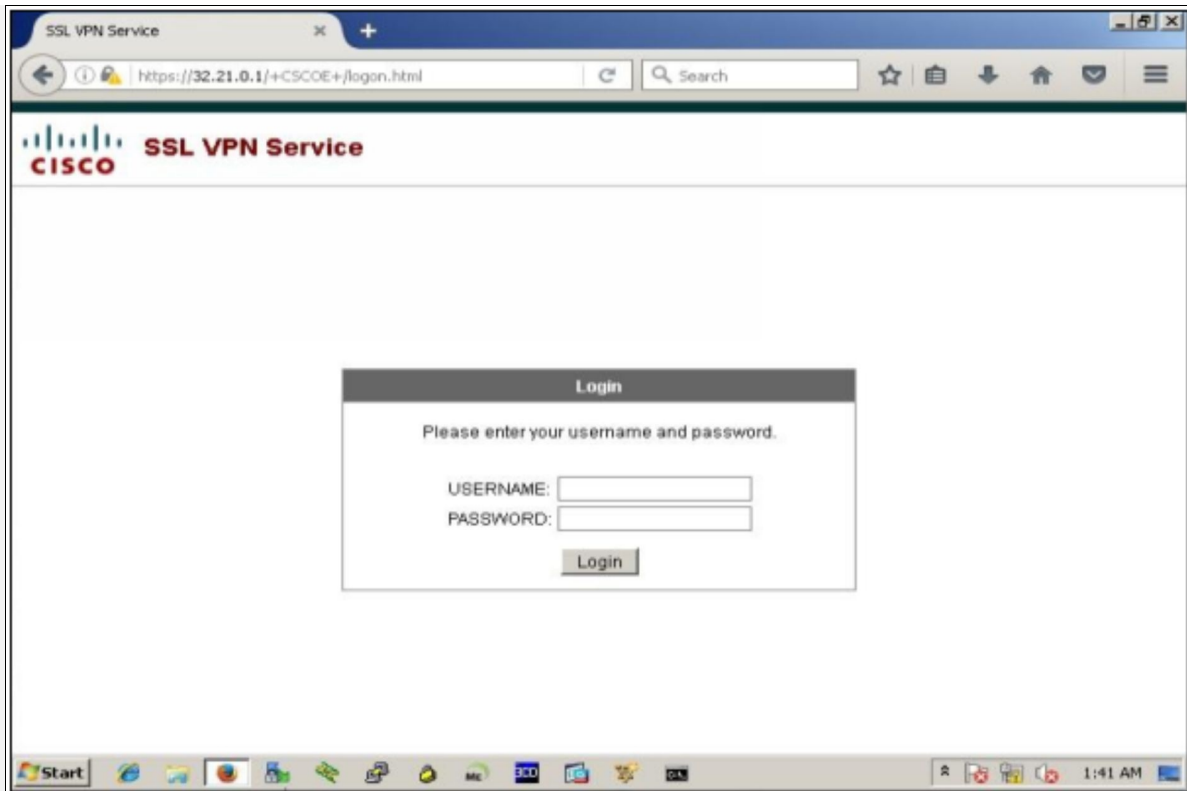 SSL VPN Service
https://32.21.0.1/+CSCOE+/logon.html
Search
CISCO
SSL VPN Service
Login
Please enter your username and password.
USERNAME:
PASSWORD:
Login
Start
1:41 AM